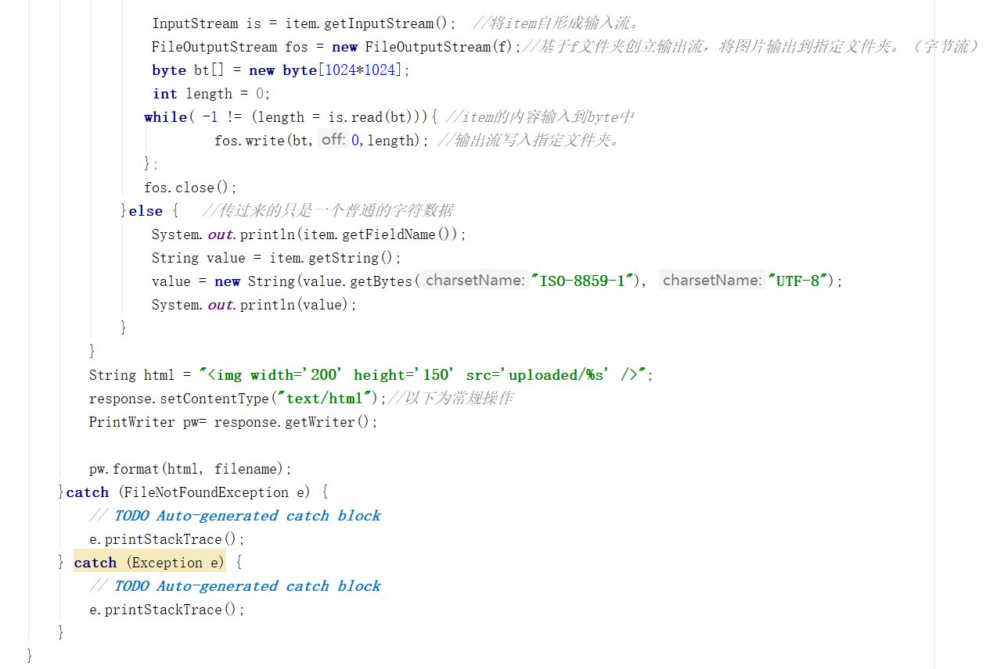 InputStream is = item.getInputStream();  //将item自形成输入流。
FileOutputStream fos = new FileOutputStream(f);//基于f文件夹创立输出流，将图片输出到指定文件夹。（字节流）
byte bt[] = new byte[1024*1024];
int length = 0;
while( -1 != (length = is.read(bt))){ //item的内容输入到byte中
fos.write(bt, off: 0,length); //输出流写入指定文件夹。
};
fos.close();
}else {   //传过来的只是一个普通的字符数据
System.out.println(item.getFieldName());
String value = item.getString();
value = new String(value.getBytes( charsetName: "ISO-8859-1"), charsetName: "UTF-8");
System.out.println(value);
}
}
String html = "<img width='200' height='150' src='uploaded/%s' />";
response.setContentType("text/html");//以下为常规操作
PrintWriter pw= response.getWriter();
pw.format(html, filename);
}catch (FileNotFoundException e) {
// TODO Auto-generated catch block
e.printStackTrace();
} catch (Exception e) {
// TODO Auto-generated catch block
e.printStackTrace();
}
}